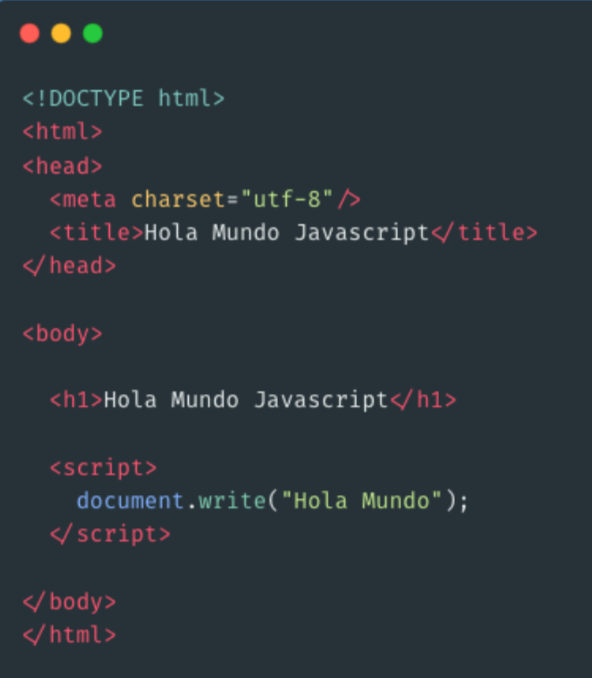 <!DOCTYPE html>
<html>
<head>
<meta charset="utf-8"/>
<title>Hola Mundo Javascript</title>
</head>
<body>
<h1>Hola Mundo Javascript</h1>
<script>
document.write("Hola Mundo");
</script>
</body>
</html>